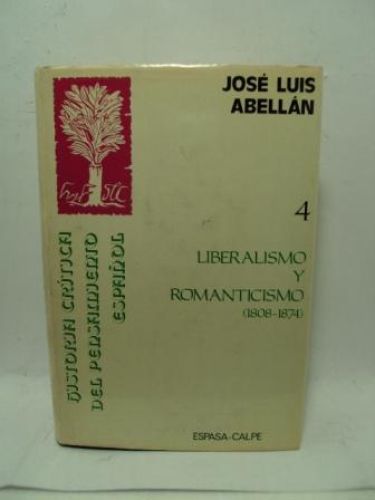 JOSÉ LUIS
ABELLÁN
4
LIBERALISMO
Y
ROMANTICISMO
(1808-1874)
HISTORIA CRÍTICA
DEL PENSAMIENTO
ESPAÑOL
ESPASA-CALPE